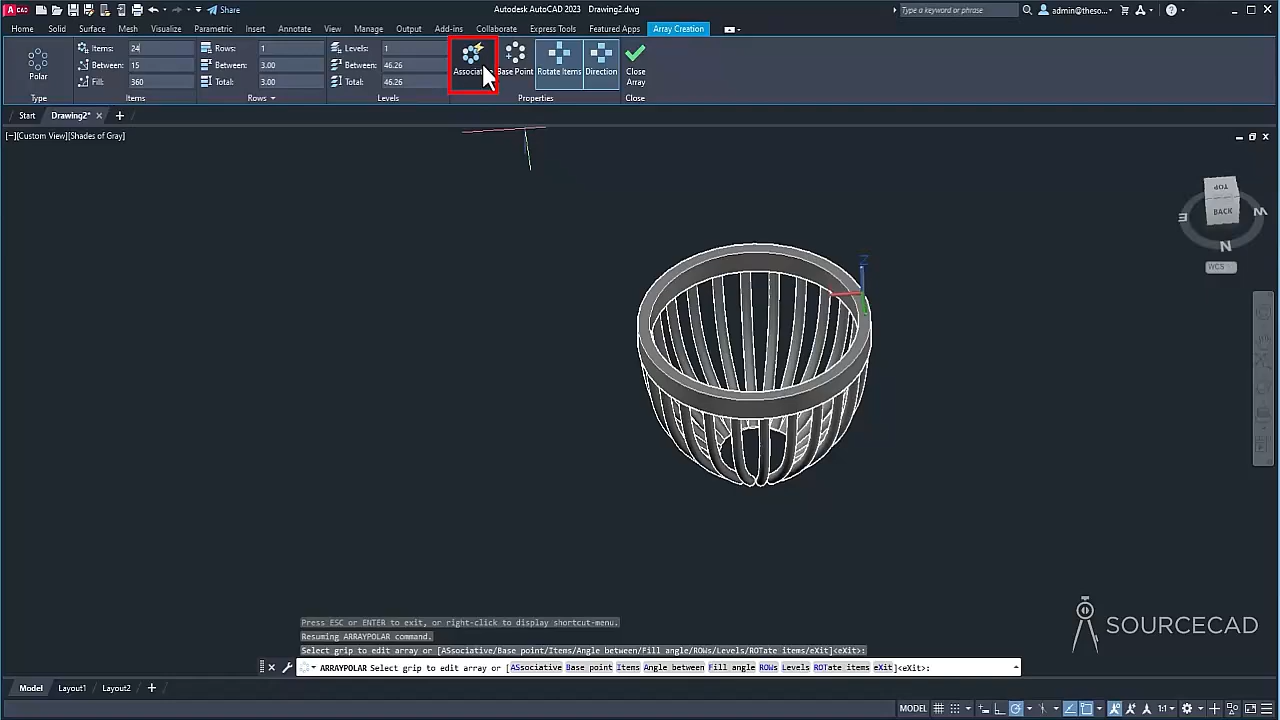 CAD
Share
Autodesk AutoCAD 2023 Drawing2.dwg
Type a keyword or phrase
admin@theso...
Home Solid Surface Mesh Visualize Parametric Insert Annotate View Manage Output Add-ins Collaborate Express Tools Featured Apps Array Creation
Items: 24 Rows: 1 Levels: 1
Between: 15 Between: 3.00 Between: 46.26
Fill: 360 Total: 3.00 Total: 46.26
Polar Base Point Rotate Items Direction Close Array
Type Items Rows Levels Properties Close
Start Drawing2*
[−][Custom View][Shades of Gray]
TOP
BACK
E W
N
WCS
Z
SOURCECAD
Press ESC or ENTER to exit, or right-click to display shortcut-menu.
Resuming ARRAYPOLAR command.
Select grip to edit array or [ASsociative/Base point/Items/Angle between/Fill angle/ROWs/Levels/ROTate items/eXit]<eXit>:
ARRAYPOLAR Select grip to edit array or [ASsociative Base point Items Angle between Fill angle ROWs Levels ROTate items eXit]<eXit>:
Model Layout1 Layout2
MODEL 1:1